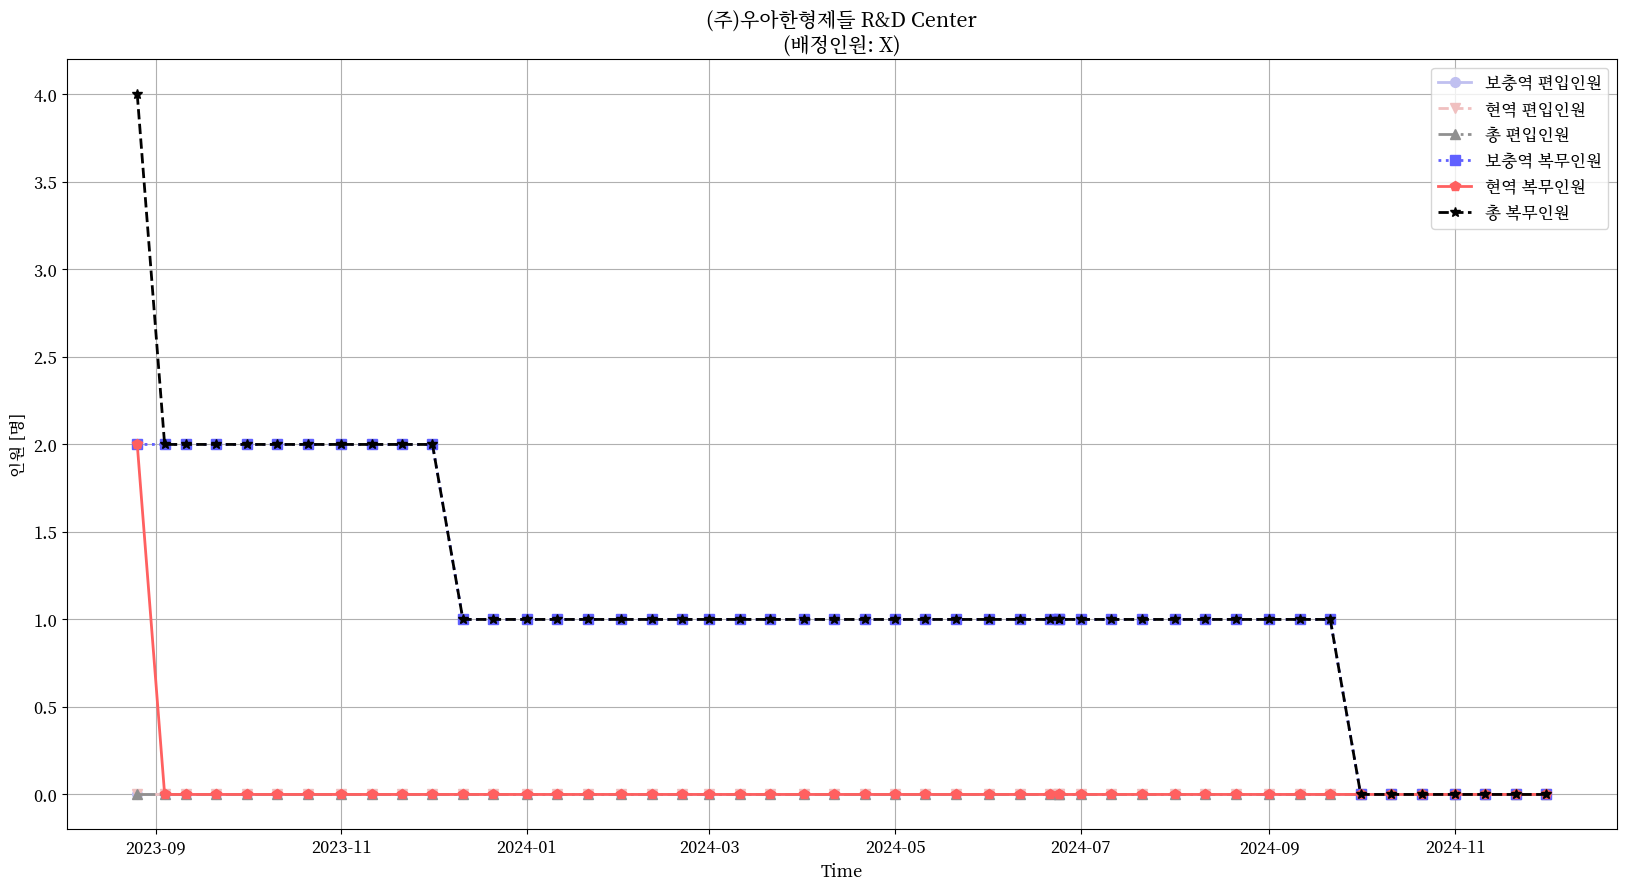 (주)우아한형제들 R&D Center
(배정인원: X)
보충역 편입인원
현역 편입인원
총 편입인원
보충역 복무인원
현역 복무인원
총 복무인원
인원 [명]
4.0
3.5
3.0
2.5
2.0
1.5
1.0
0.5
0.0
2023-09
2023-11
2024-01
2024-03
2024-05
2024-07
2024-09
2024-11
Time